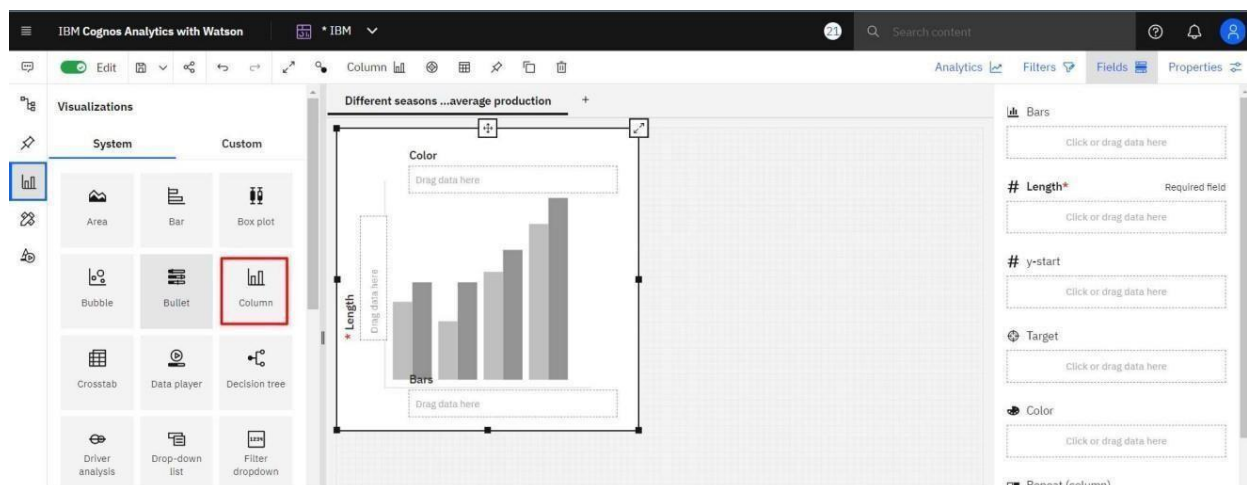 IBM Cognos Analytics with Watson
* IBM
21
Search content
Edit
Column
Analytics
Filters
Fields
Properties
Visualizations
System
Custom
Area
Bar
Box plot
Bubble
Bullet
Column
Crosstab
Data player
Decision tree
Driver
analysis
Drop-down
list
Filter
dropdown
Different seasons ...average production
+
Color
Drag data here
* Length
Drag data here
Bars
Drag data here
Bars
Click or drag data here
# Length*
Required field
Click or drag data here
# y-start
Click or drag data here
Target
Click or drag data here
Color
Click or drag data here
Repeat (column)